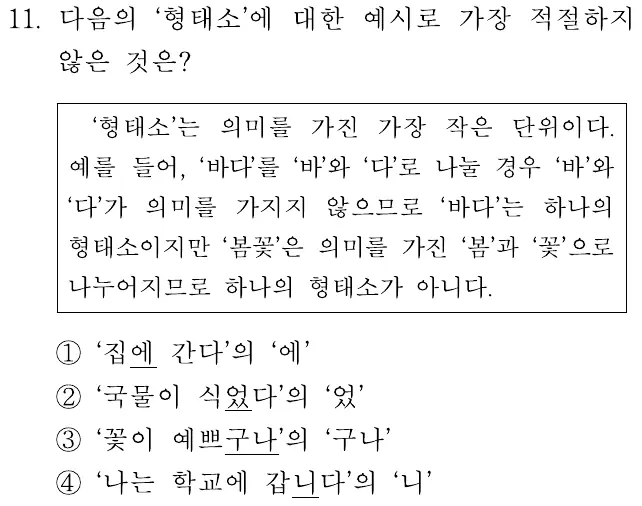 11. 다음의 ‘형태소’에 대한 예시로 가장 적절하지
않은 것은?
‘형태소’는 의미를 가진 가장 작은 단위이다.
예를 들어, ‘바다’를 ‘바’와 ‘다’로 나눌 경우 ‘바’와
‘다’가 의미를 가지지 않으므로 ‘바다’는 하나의
형태소이지만 ‘봄꽃’은 의미를 가진 ‘봄’과 ‘꽃’으로
나누어지므로 하나의 형태소가 아니다.
① ‘집에 간다’의 ‘에’
② ‘국물이 식었다’의 ‘었’
③ ‘꽃이 예쁘구나’의 ‘구나’
④ ‘나는 학교에 갑니다’의 ‘니’